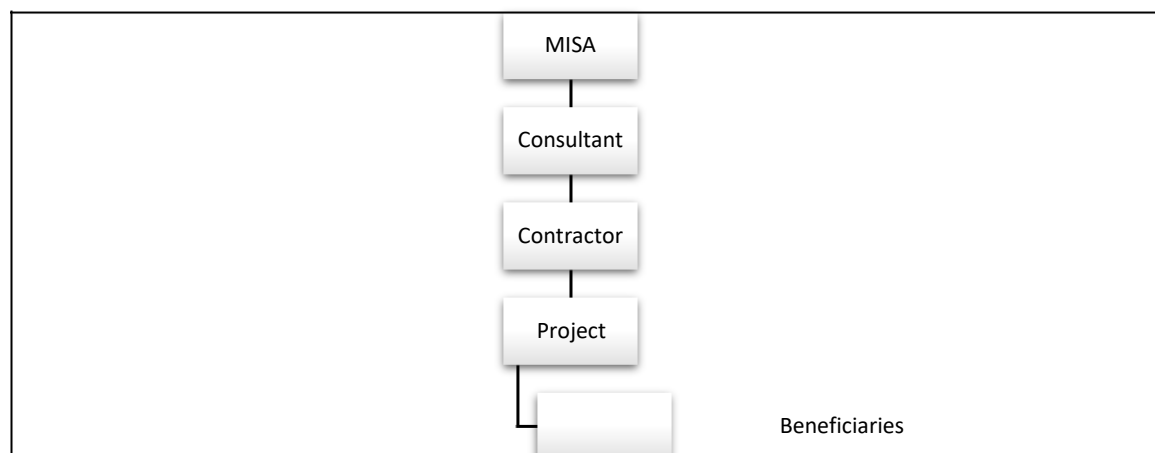 MISA
Consultant
Contractor
Project
Beneficiaries